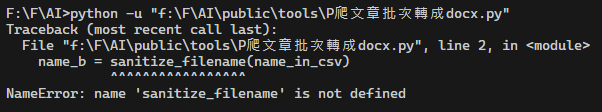 F:\F\AI>python -u "f:\F\AI\public\tools\P爬文章批次轉成docx.py"
Traceback (most recent call last):
  File "f:\F\AI\public\tools\P爬文章批次轉成docx.py", line 2, in <module>
    name_b = sanitize_filename(name_in_csv)
             ^^^^^^^^^^^^^^^^^
NameError: name 'sanitize_filename' is not defined